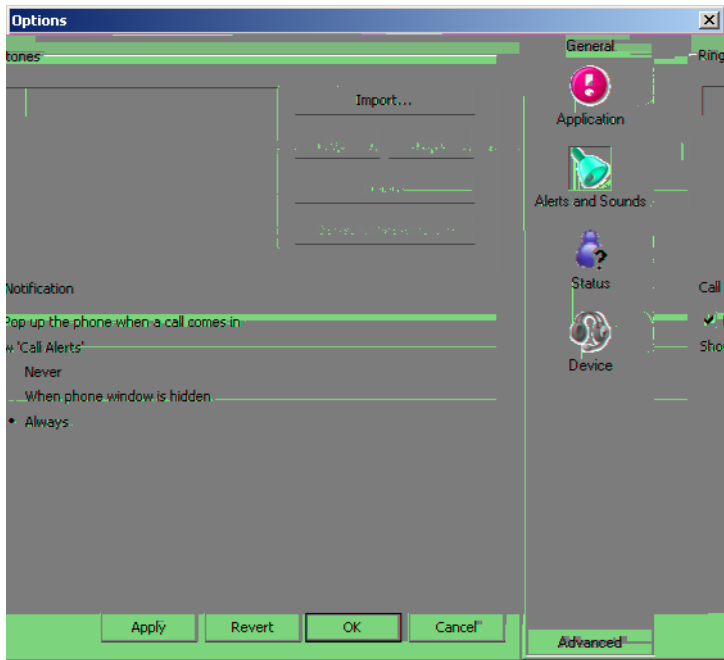 Options
General
tones
Ring
Import...
Application
Alerts and Sounds
Notification
Status
Call
Pop up the phone when a call comes in
w 'Call Alerts'
Sho
Never
Device
When phone window is hidden
Always
Apply
Revert
OK
Cancel
Advanced